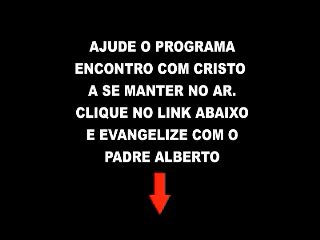 AJUDE O PROGRAMA
ENCONTRO COM CRISTO
A SE MANTER NO AR.
CLIQUE NO LINK ABAIXO
E EVANGELIZE COM O
PADRE ALBERTO